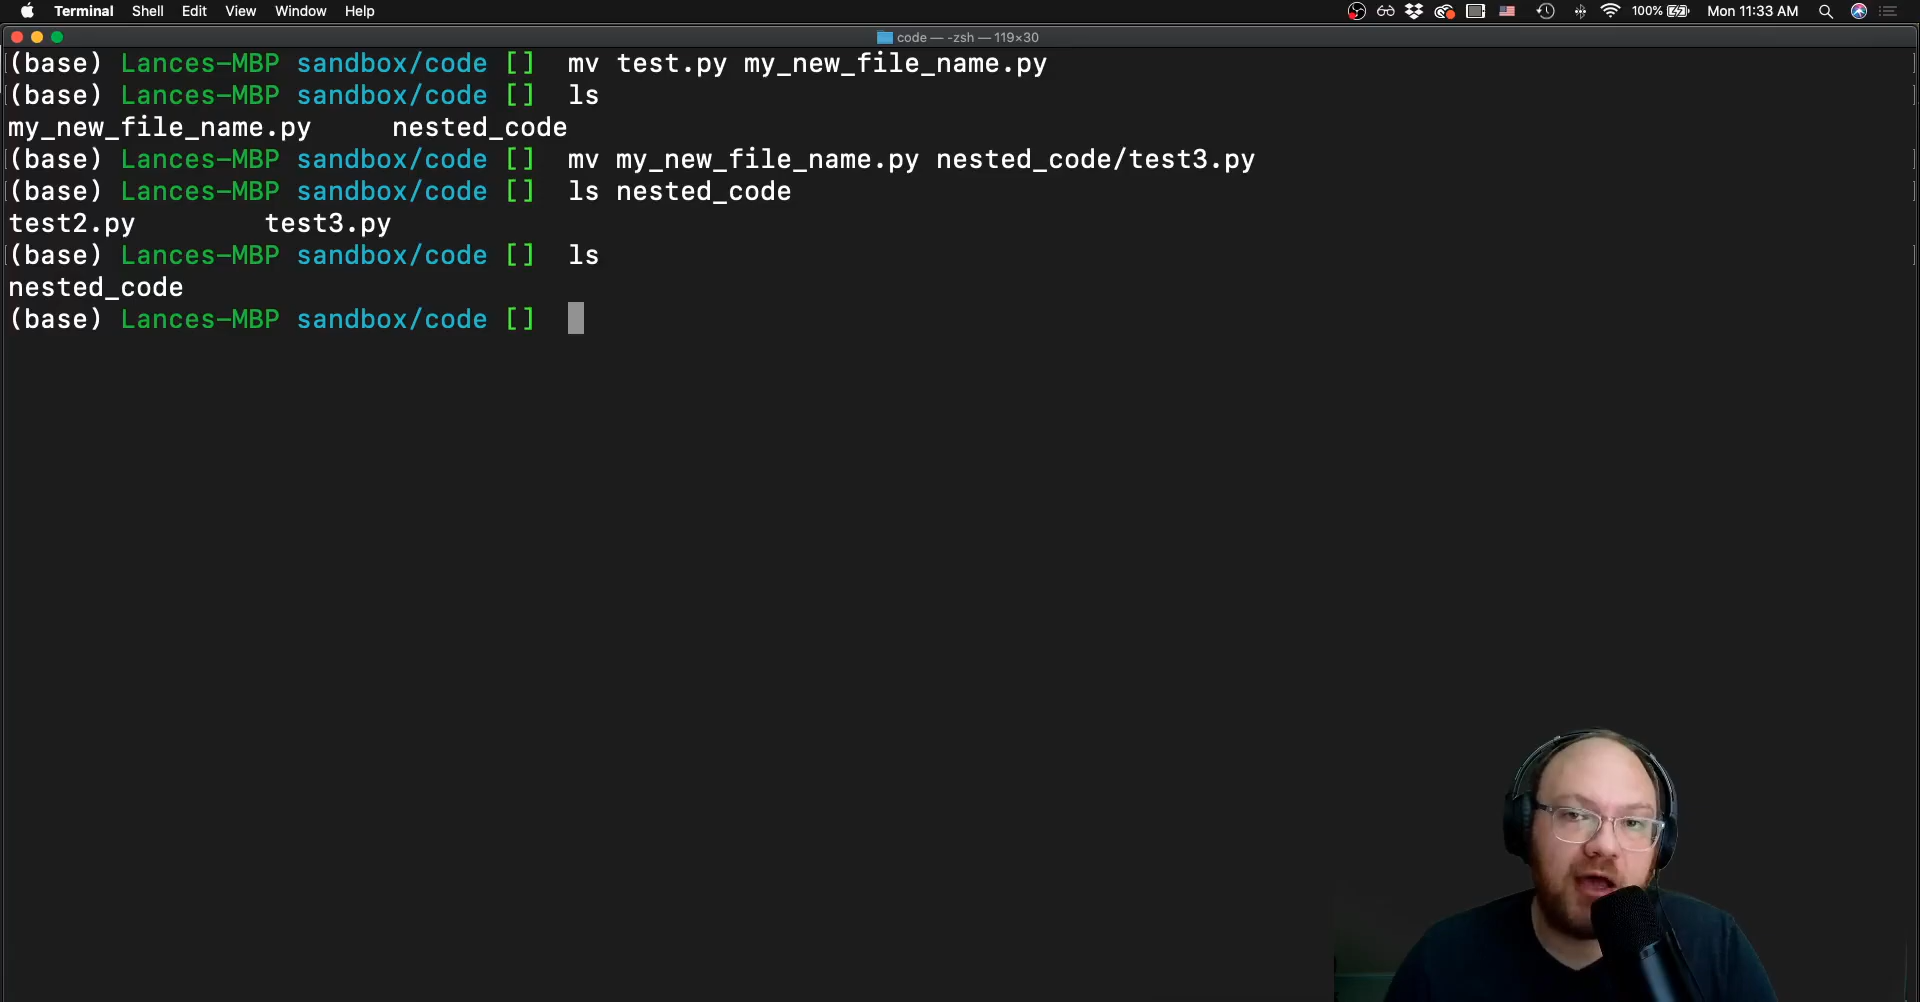 Terminal Shell Edit View Window Help 100% Mon 11:33 AM
code — -zsh — 119×30
(base) Lances-MBP sandbox/code [] mv test.py my_new_file_name.py
(base) Lances-MBP sandbox/code [] ls
my_new_file_name.py nested_code
(base) Lances-MBP sandbox/code [] mv my_new_file_name.py nested_code/test3.py
(base) Lances-MBP sandbox/code [] ls nested_code
test2.py test3.py
(base) Lances-MBP sandbox/code [] ls
nested_code
(base) Lances-MBP sandbox/code []